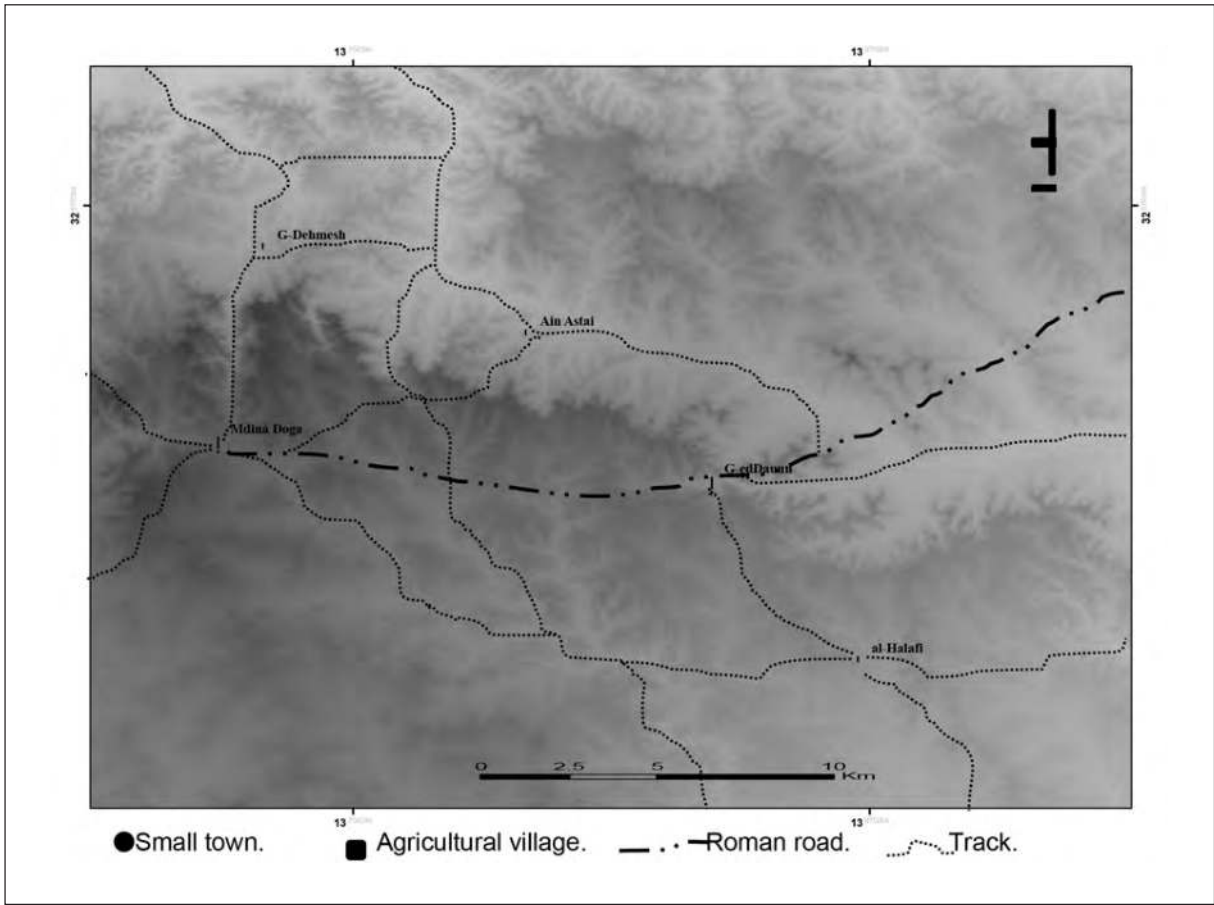 13 13
32 32
G-Dehmesh
Ain Astai
Mdina Doga
G-edDauun
al-Halafi
0 2.5 5 10
Km
13 13
Small town. Agricultural village. Roman road. Track.